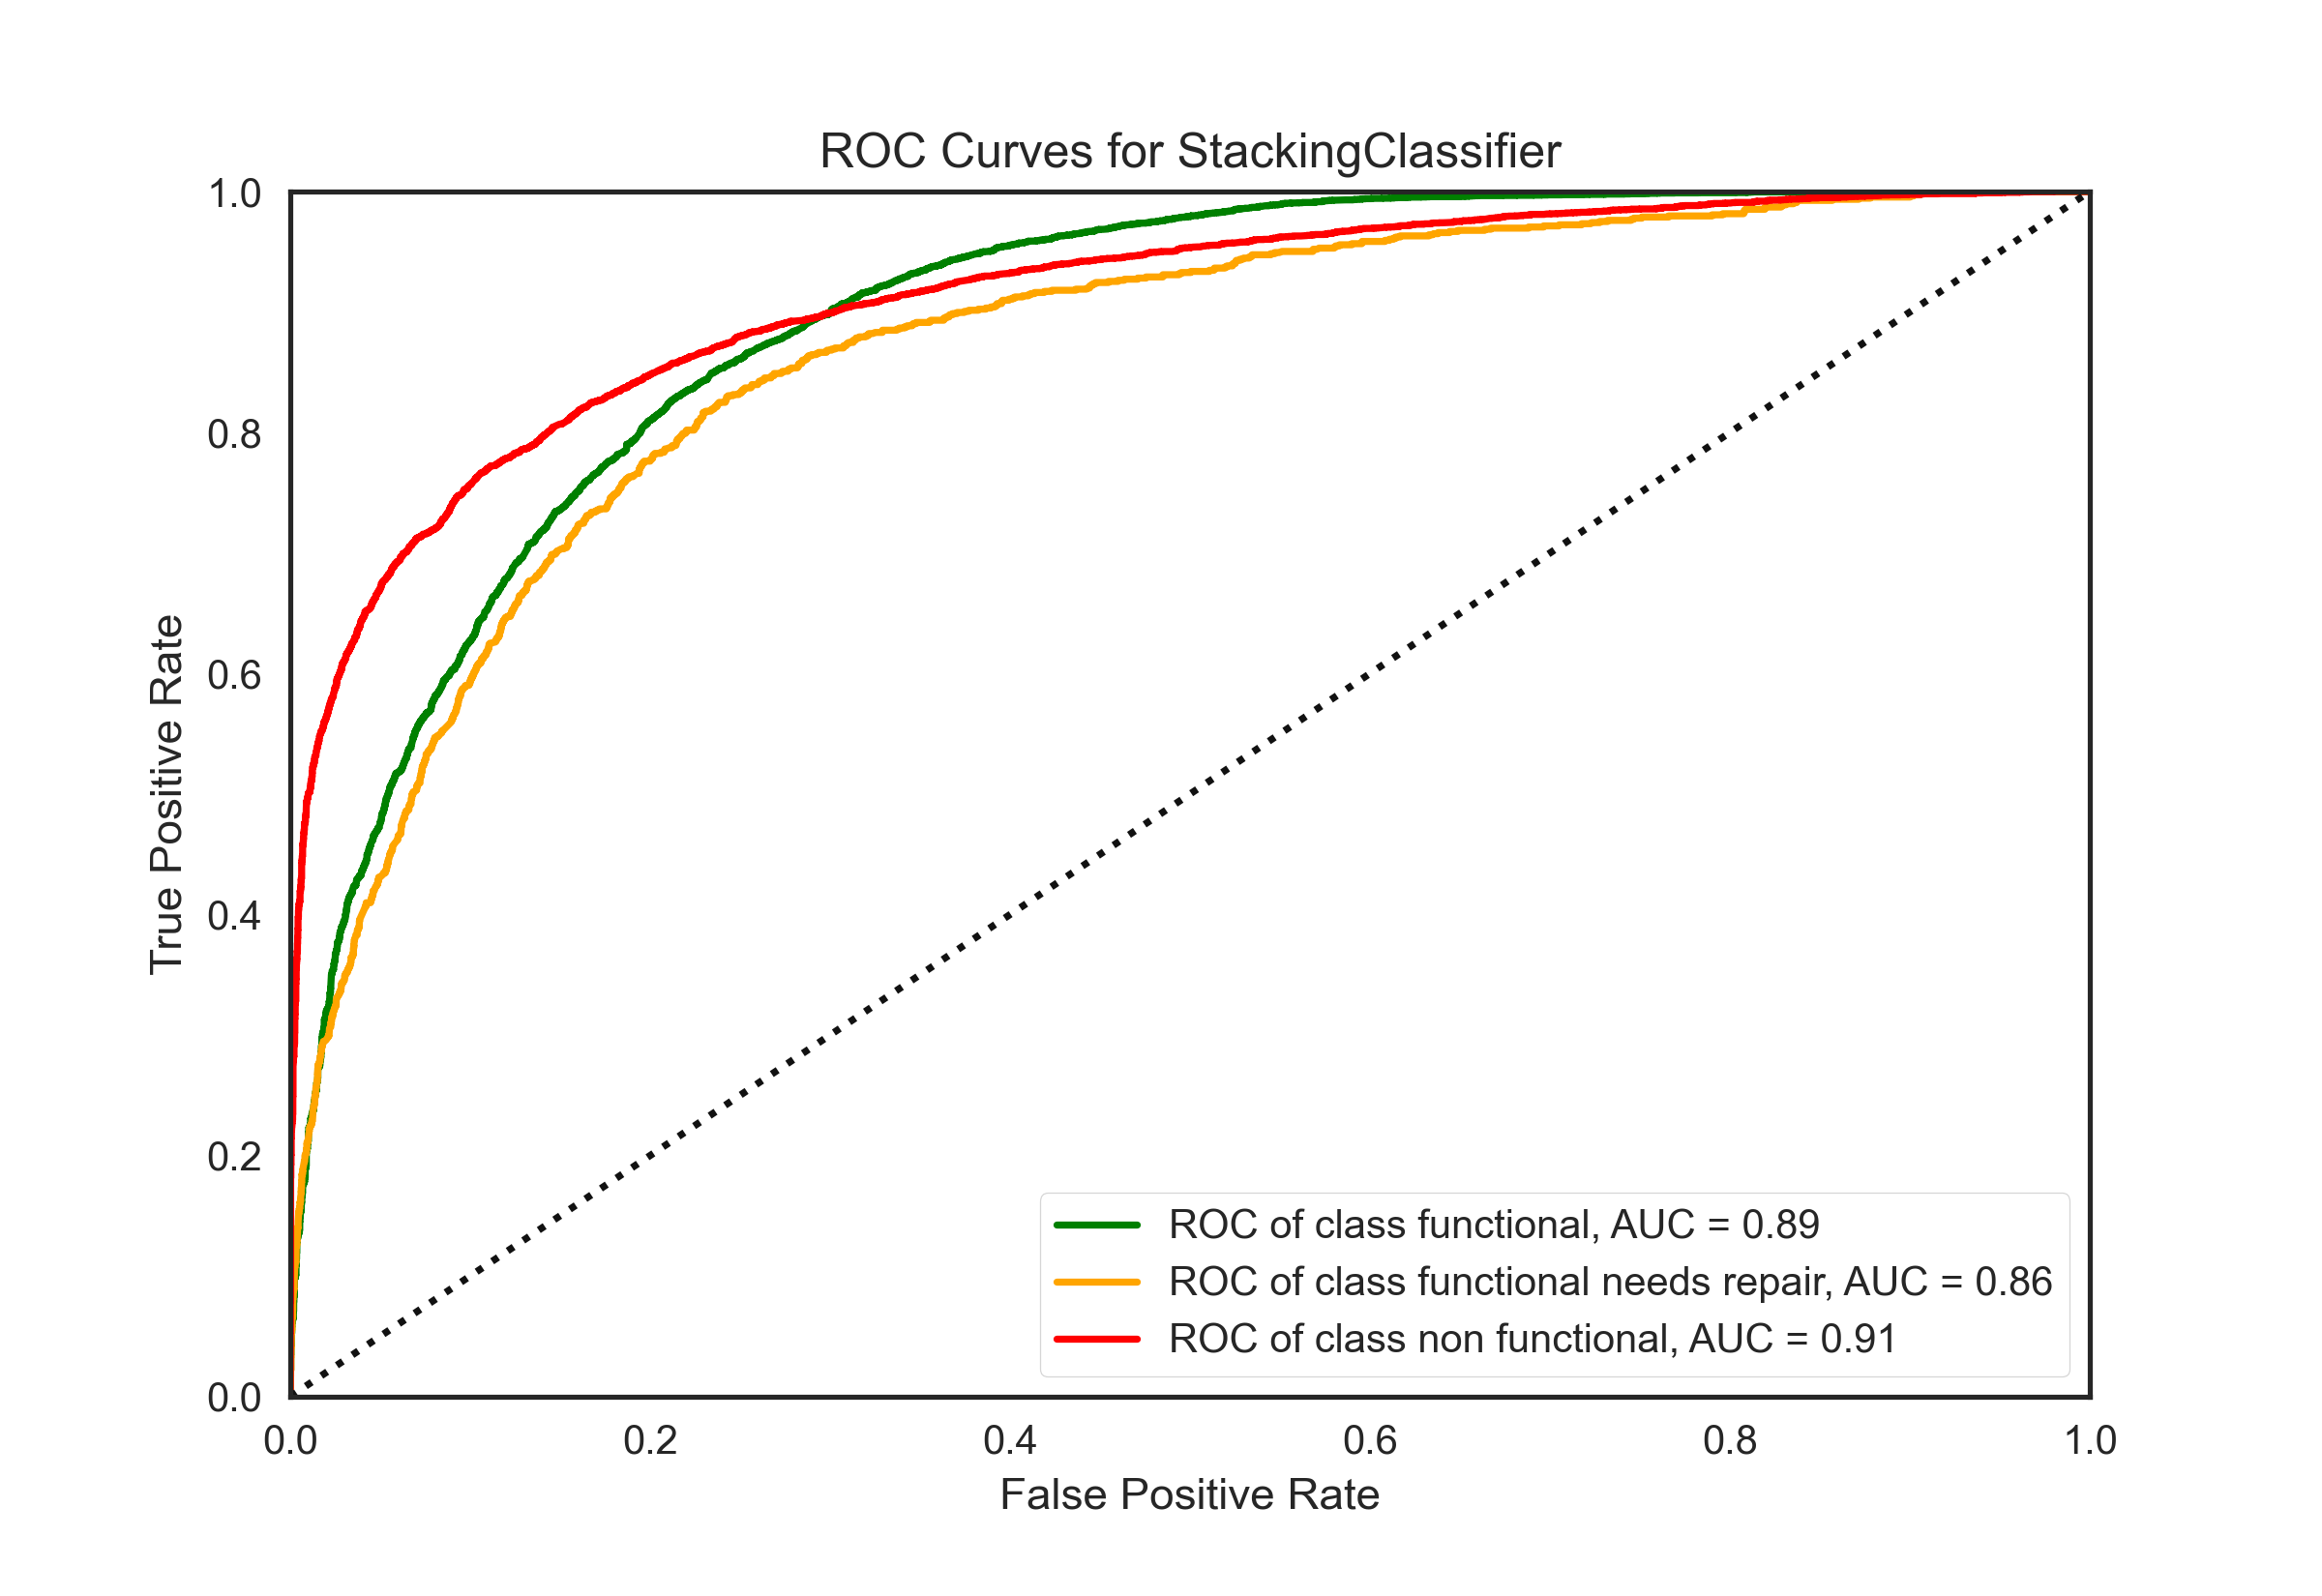 ROC Curves for StackingClassifier
1.0
0.8
0.6
0.4
0.2
0.0
True Positive Rate
ROC of class functional, AUC = 0.89
ROC of class functional needs repair, AUC = 0.86
ROC of class non functional, AUC = 0.91
0.0 0.2 0.4 0.6 0.8 1.0
False Positive Rate